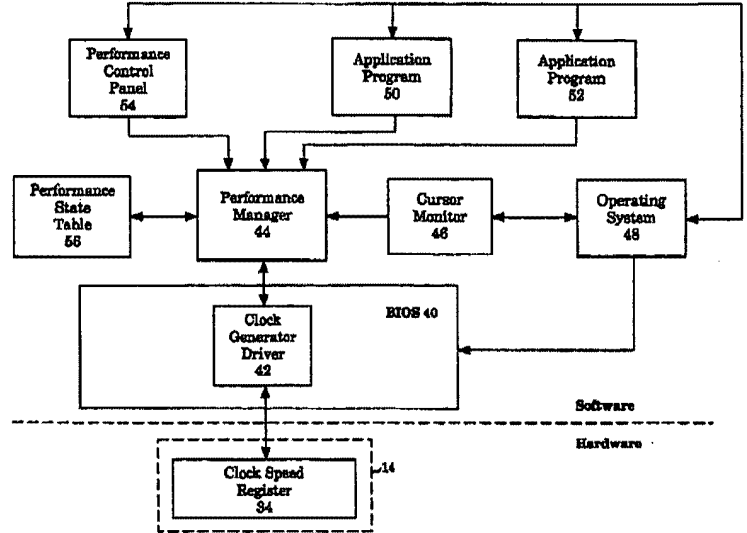 Performance
Control
Panel
54
Application
Program
50
Application
Program
52
Performance
State
Table
56
Performance
Manager
44
Cursor
Monitor
46
Operating
System
48
BIOS 40
Clock
Generator
Driver
42
Software
Hardware
14
Clock Speed
Register
34